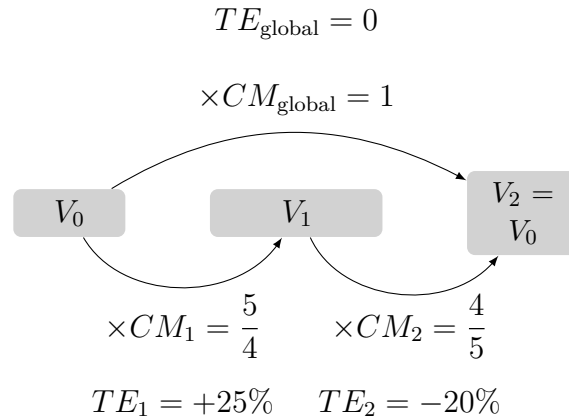 TE_global = 0
×CM_global = 1
V_0
V_1
V_2 =
V_0
×CM_1 = 5/4
×CM_2 = 4/5
TE_1 = +25%
TE_2 = −20%